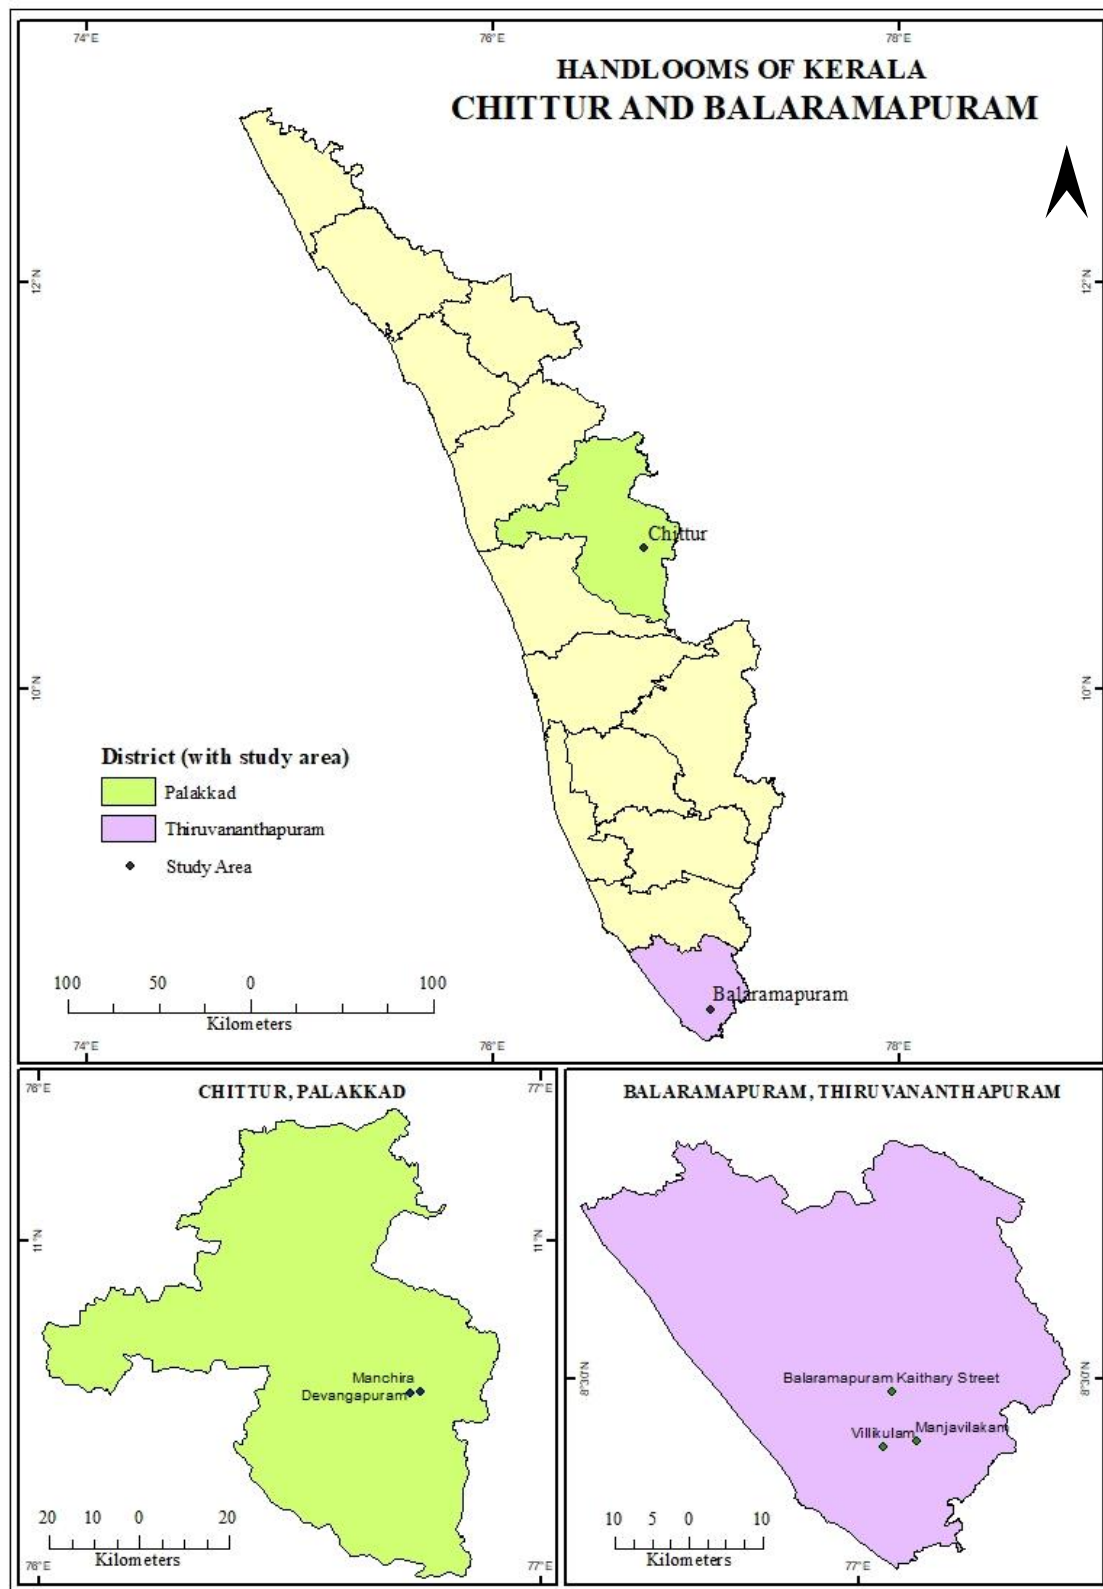 74°E 76°E 78°E
HANDLOOMS OF KERALA
CHITTUR AND BALARAMAPURAM
12°N 12°N
Chittur
10°N 10°N
District (with study area)
Palakkad
Thiruvananthapuram
Study Area
100 50 0 100
Kilometers
Balaramapuram
74°E 76°E 78°E
76°E 77°E
CHITTUR, PALAKKAD
11°N 11°N
Manchira
Devangapuram
20 10 0 20
Kilometers
76°E 77°E
BALARAMAPURAM, THIRUVANANTHAPURAM
8°30'N 8°30'N
Balaramapuram Kaithary Street
Villikulam Manjavilakam
10 5 0 10
Kilometers
77°E